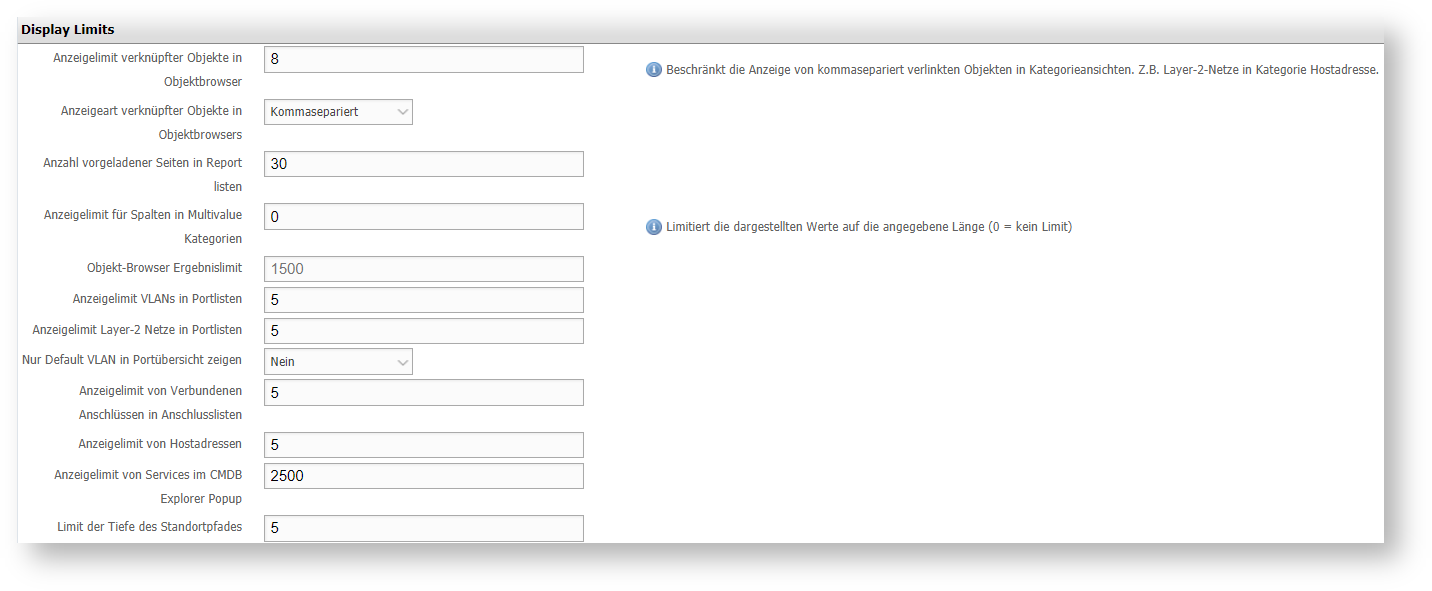 Display Limits
Anzeigelimit verknüpfter Objekte in
Objektbrowser
8
Beschränkt die Anzeige von kommasepariert verlinkten Objekten in Kategorieansichten. Z.B. Layer-2-Netze in Kategorie Hostadresse.
Anzeigeart verknüpfter Objekte in
Objektbrowsers
Kommasepariert
Anzahl vorgeladener Seiten in Report
listen
30
Anzeigelimit für Spalten in Multivalue
Kategorien
0
Limitiert die dargestellten Werte auf die angegebene Länge (0 = kein Limit)
Objekt-Browser Ergebnislimit
1500
Anzeigelimit VLANs in Portlisten
5
Anzeigelimit Layer-2 Netze in Portlisten
5
Nur Default VLAN in Portübersicht zeigen
Nein
Anzeigelimit von Verbundenen
Anschlüssen in Anschlusslisten
5
Anzeigelimit von Hostadressen
5
Anzeigelimit von Services im CMDB
Explorer Popup
2500
Limit der Tiefe des Standortpfades
5